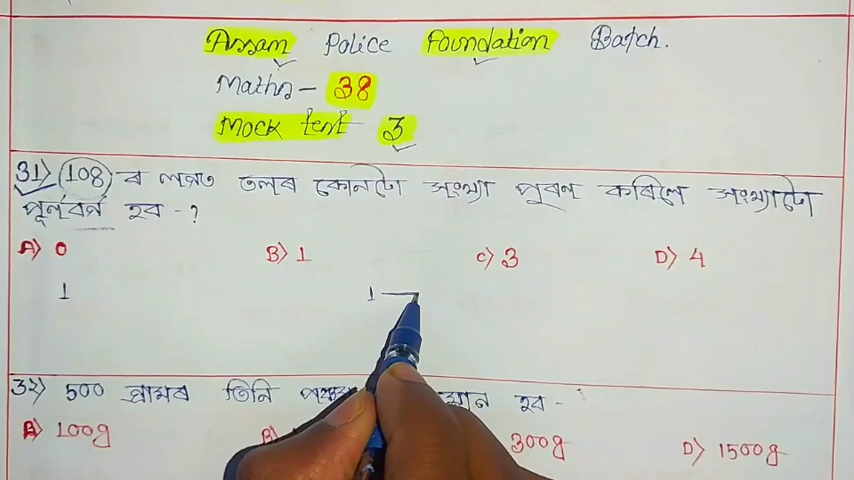 Assam Police Foundation Batch.
Maths - 38
Mock test 3
31) 108 ৰ লগত তলৰ কোনটো সংখ্যা পূৰণ কৰিলে সংখ্যাটো
পূৰ্ণবৰ্গ হব - ?
A) 0 B) 1 C) 3 D) 4
1 1 —
32) 500 গ্ৰামৰ তিনি মান হব -
A) 100g 300g D) 1500g